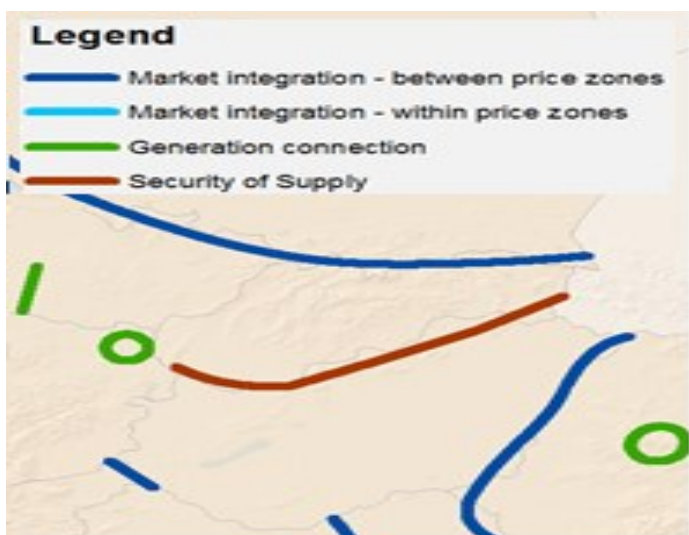 Legend
Market integration - between price zones
Market integration - within price zones
Generation connection
Security of Supply